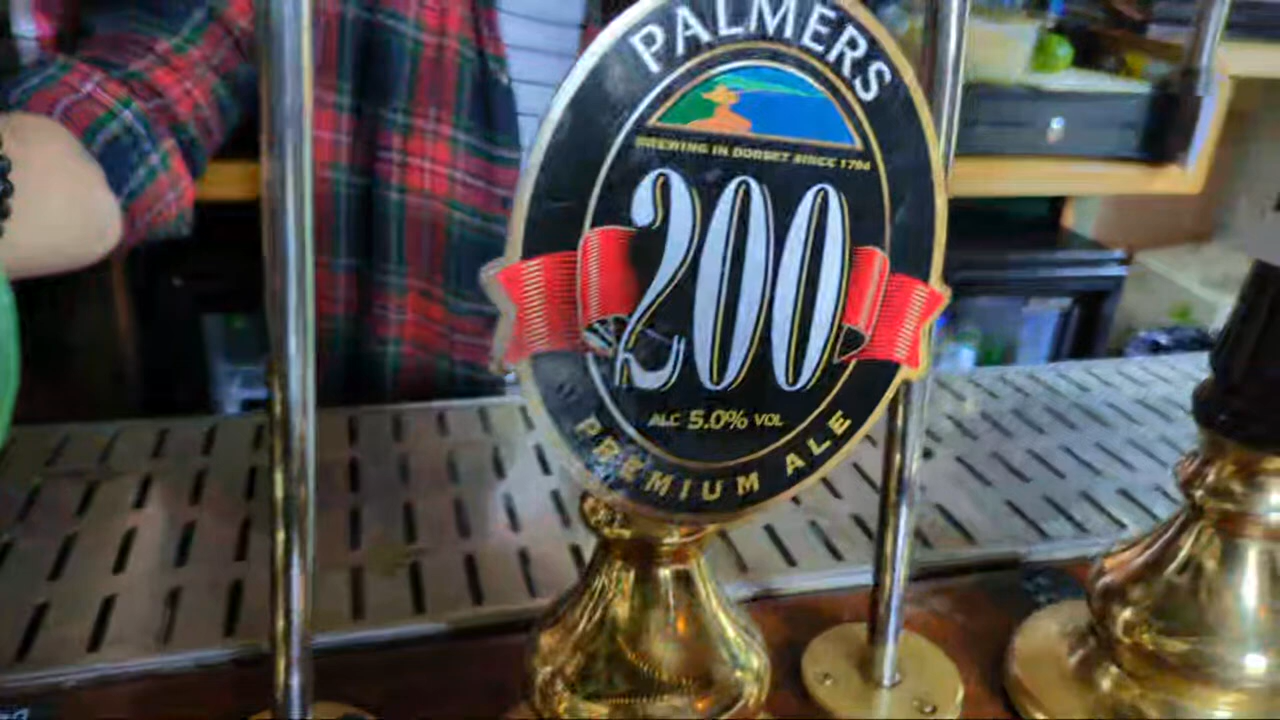 PALMERS
BREWING IN DORSET SINCE 1794
200
ALC 5.0% VOL
PREMIUM ALE